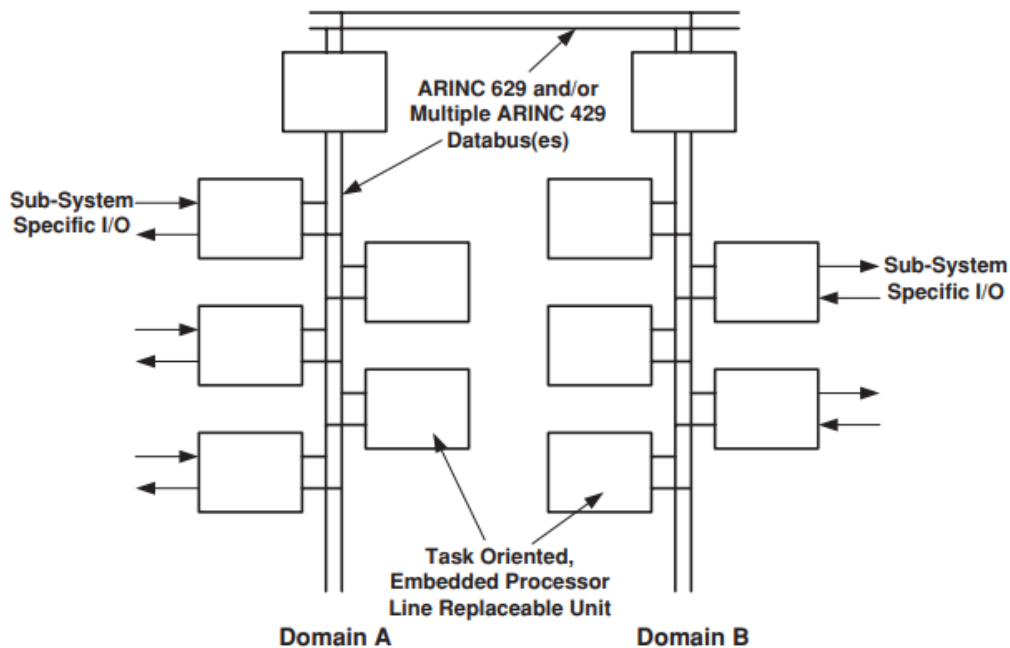 ARINC 629 and/or
Multiple ARINC 429
Databus(es)
Sub-System
Specific I/O
Sub-System
Specific I/O
Task Oriented,
Embedded Processor
Line Replaceable Unit
Domain A
Domain B